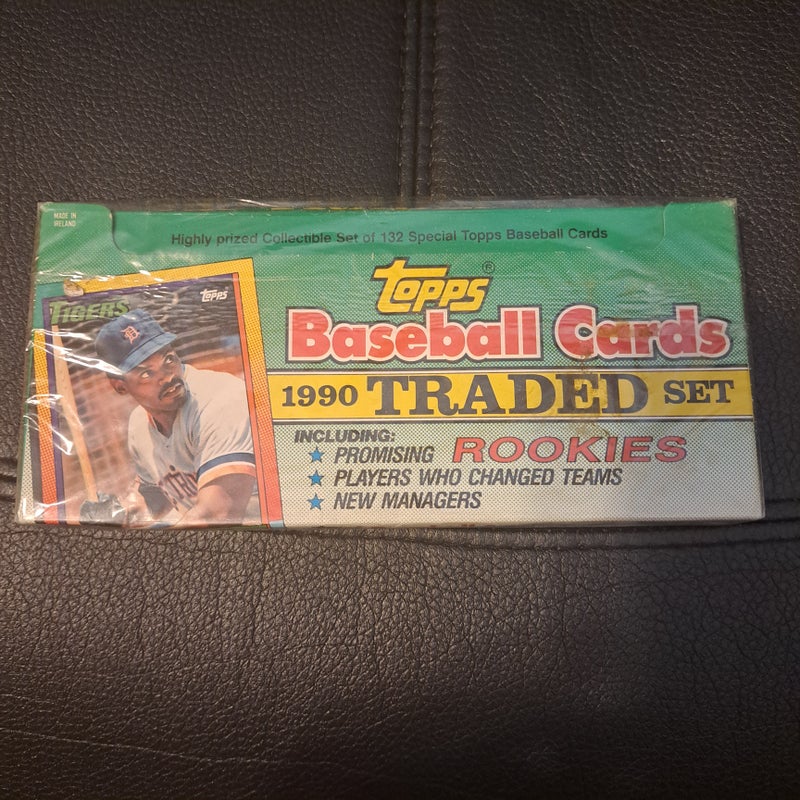 MADE IN
IRELAND
Highly prized Collectible Set of 132 Special Topps Baseball Cards
topps®
Baseball Cards
1990 TRADED SET
INCLUDING:
★ PROMISING ROOKIES
★ PLAYERS WHO CHANGED TEAMS
★ NEW MANAGERS
TIGERS
topps
D